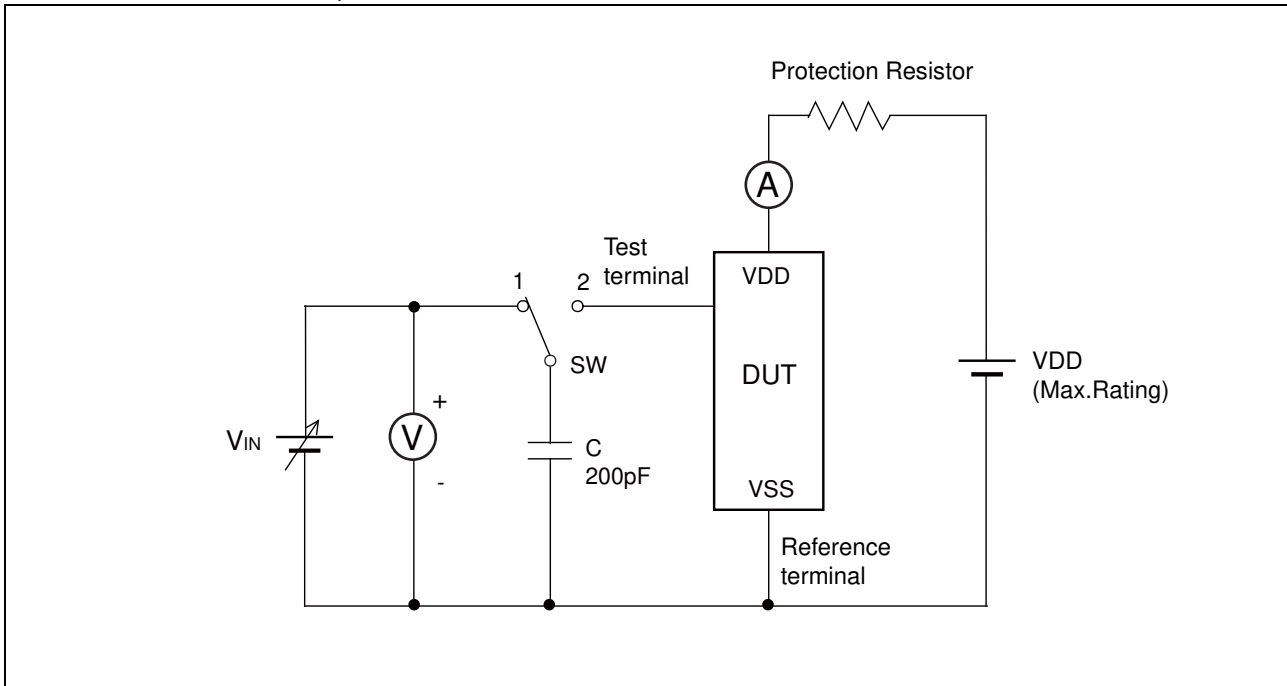 Protection Resistor
A
Test
terminal
1
2
VDD
SW
DUT
VDD
(Max.Rating)
VIN
+
V
-
C
200pF
VSS
Reference
terminal